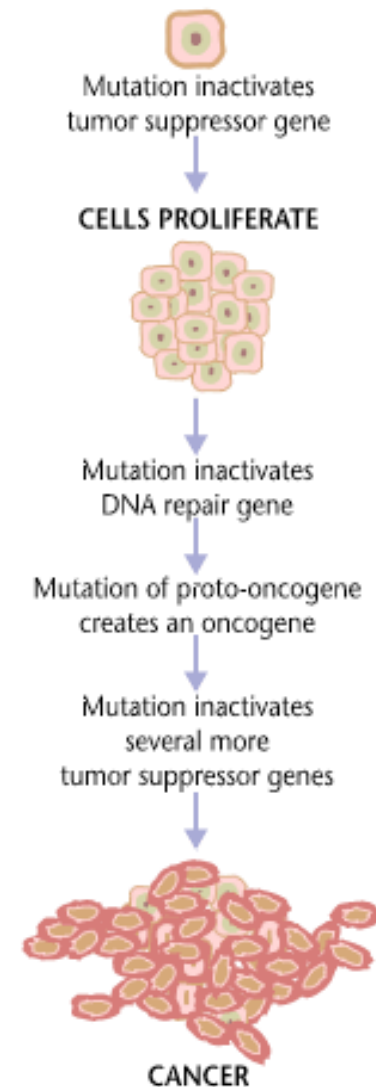 Mutation inactivates
tumor suppressor gene
CELLS PROLIFERATE
Mutation inactivates
DNA repair gene
Mutation of proto-oncogene
creates an oncogene
Mutation inactivates
several more
tumor suppressor genes
CANCER